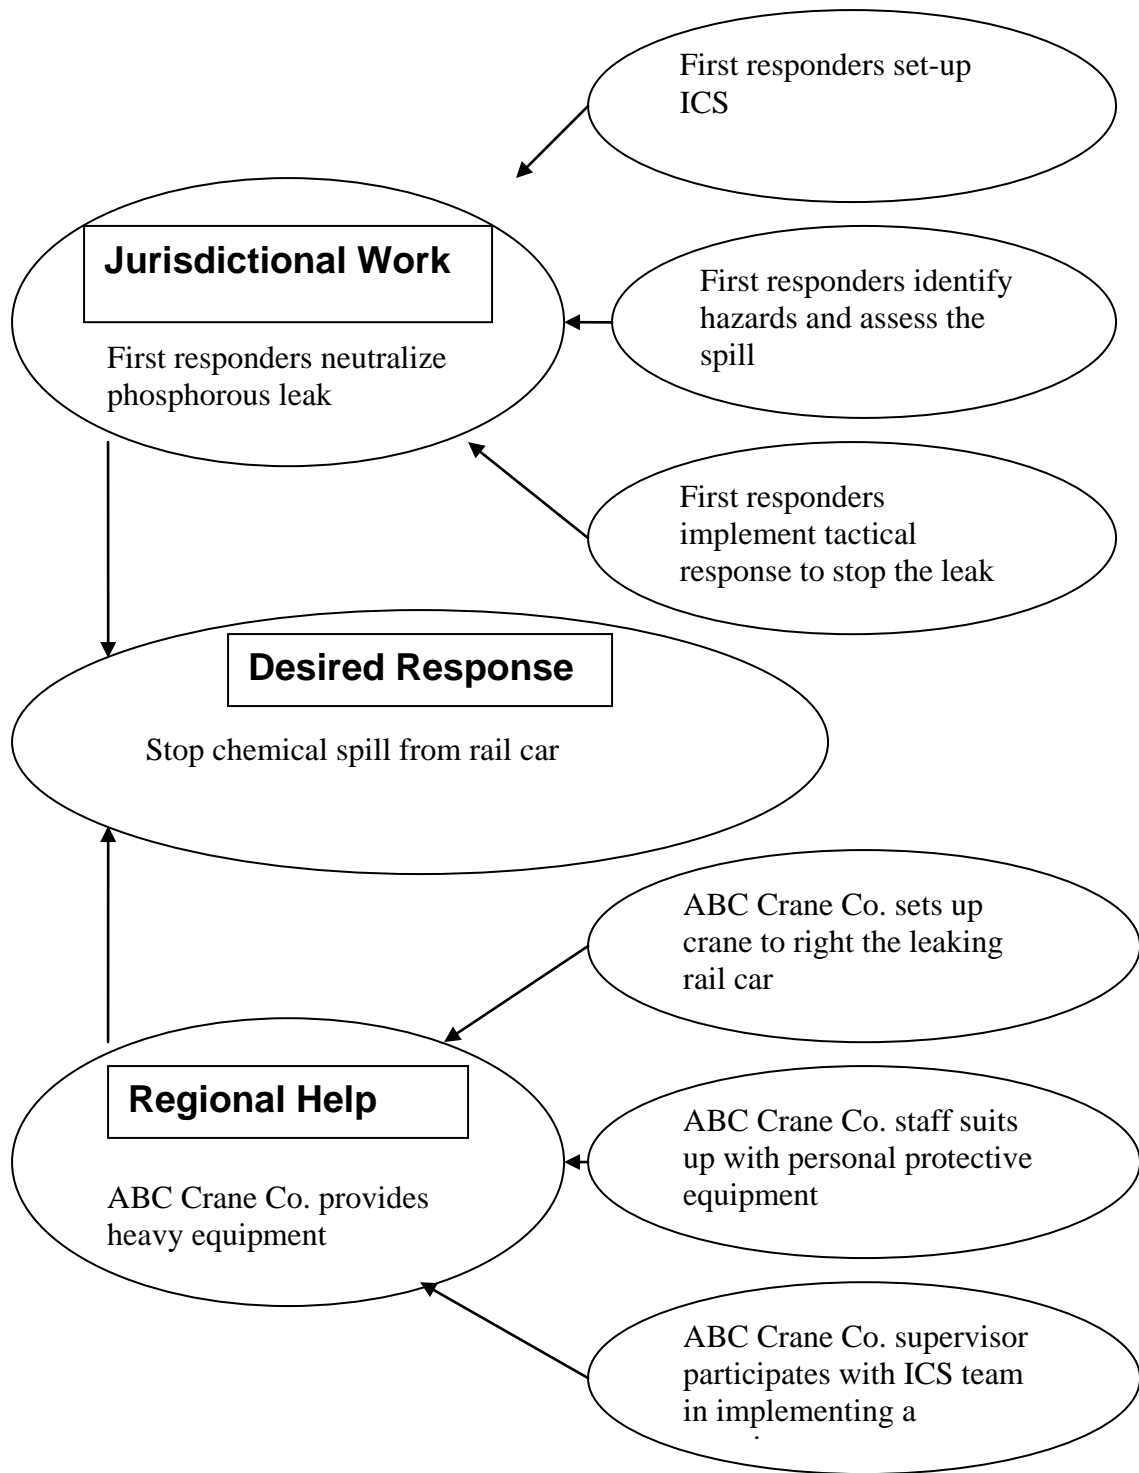 First responders set-up
ICS
Jurisdictional Work
First responders neutralize
phosphorous leak
First responders identify
hazards and assess the
spill
First responders
implement tactical
response to stop the leak
Desired Response
Stop chemical spill from rail car
ABC Crane Co. sets up
crane to right the leaking
rail car
Regional Help
ABC Crane Co. provides
heavy equipment
ABC Crane Co. staff suits
up with personal protective
equipment
ABC Crane Co. supervisor
participates with ICS team
in implementing a